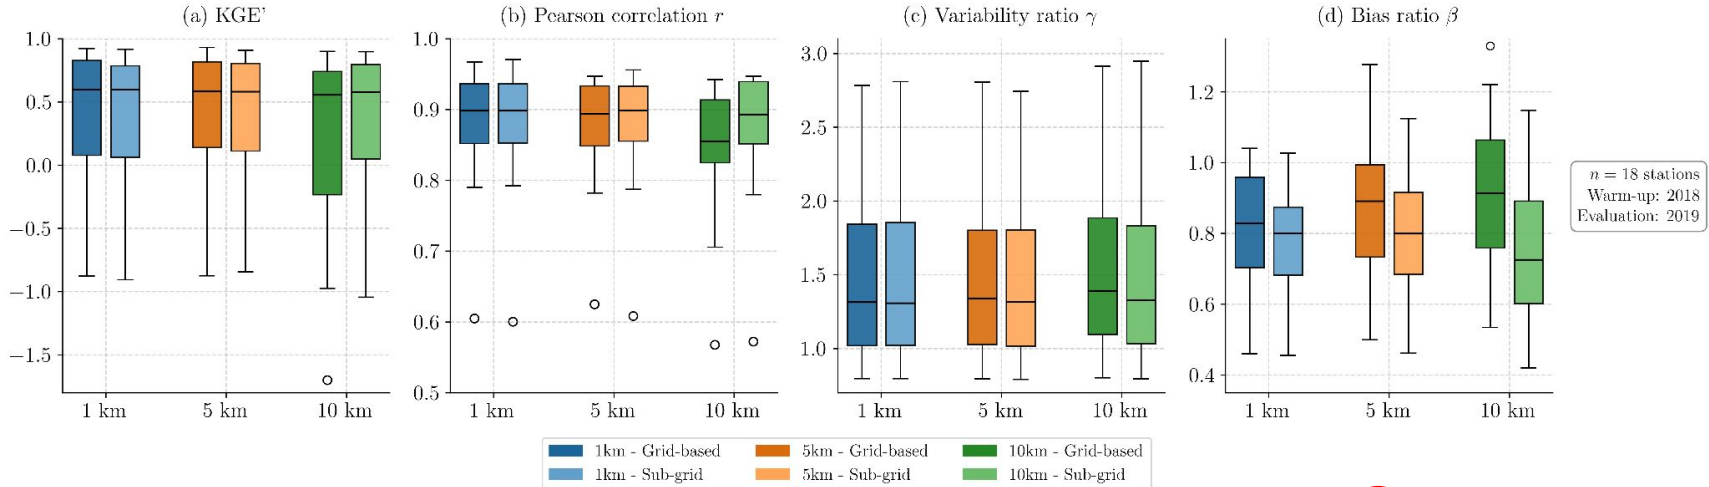 (a) KGE'
1.0
0.5
0.0
−0.5
−1.0
−1.5
1 km 5 km 10 km
(b) Pearson correlation r
1.0
0.9
0.8
0.7
0.6
0.5
1 km 5 km 10 km
(c) Variability ratio γ
3.0
2.5
2.0
1.5
1.0
1 km 5 km 10 km
(d) Bias ratio β
1.2
1.0
0.8
0.6
0.4
1 km 5 km 10 km
n = 18 stations
Warm-up: 2018
Evaluation: 2019
1km - Grid-based 5km - Grid-based 10km - Grid-based
1km - Sub-grid 5km - Sub-grid 10km - Sub-grid